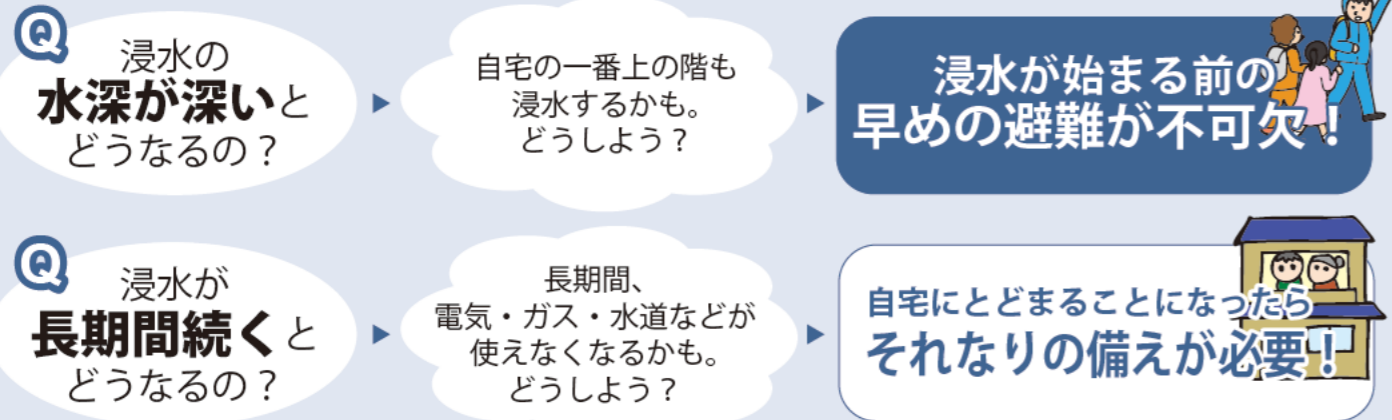 Q
浸水の
水深が深いと
どうなるの？
自宅の一番上の階も
浸水するかも。
どうしよう？
浸水が始まる前の
早めの避難が不可欠！
Q
浸水が
長期間続くと
どうなるの？
長期間、
電気・ガス・水道などが
使えなくなるかも。
どうしよう？
自宅にとどまることになったら
それなりの備えが必要！